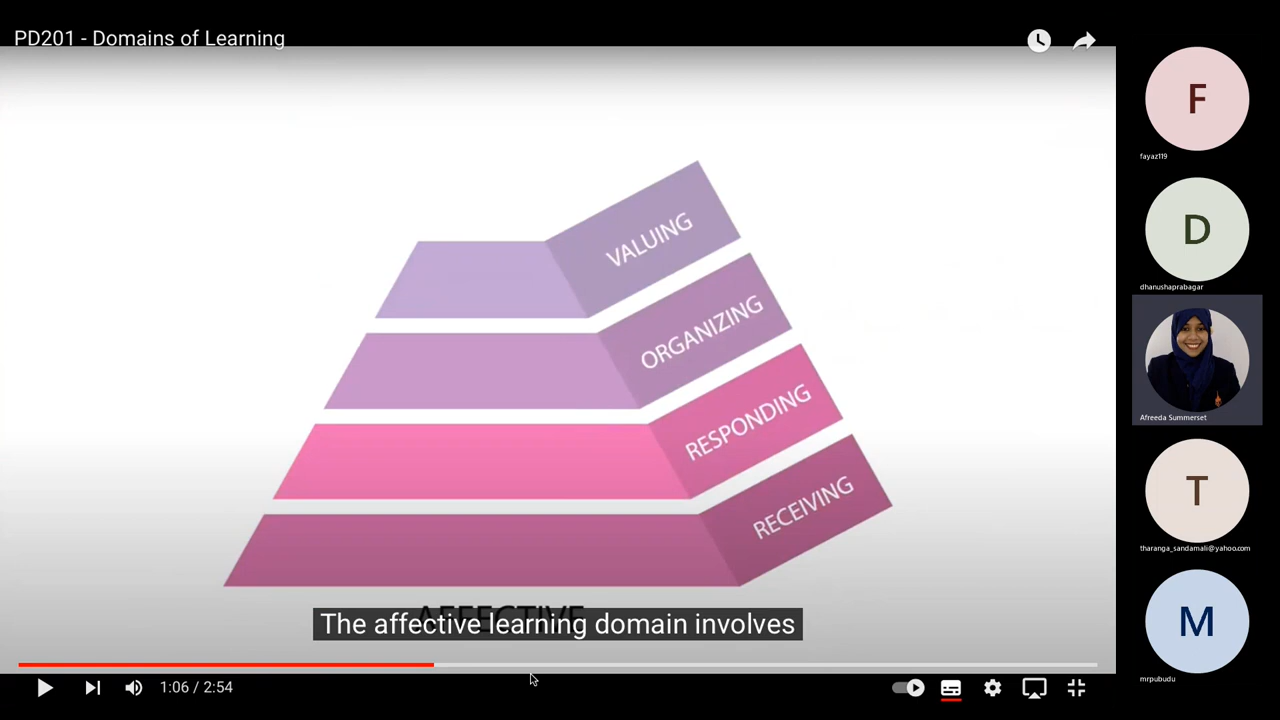 PD201 - Domains of Learning
VALUING
ORGANIZING
RESPONDING
RECEIVING
AFFECTIVE
The affective learning domain involves
1:06 / 2:54
F
fayaz119
D
dhanushaprabagar
Afreeda Summerset
T
tharanga_sandamali@yahoo.com
M
mrpubudu